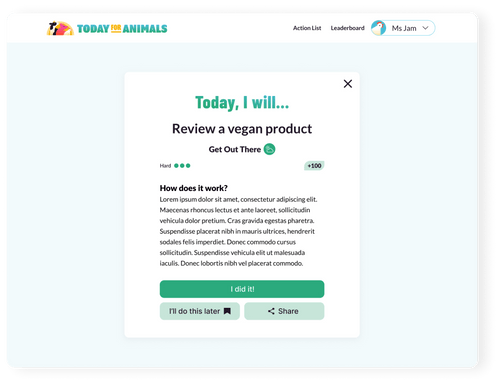 TODAY FOR ANIMALS
Action List
Leaderboard
Ms Jam
Today, I will...
Review a vegan product
Get Out There
Hard
+100
How does it work?
Lorem ipsum dolor sit amet, consectetur adipiscing elit.
Maecenas rhoncus lectus et ante laoreet, sollicitudin
vehicula dolor pretium. Cras gravida egestas pharetra.
Suspendisse placerat nibh in mauris ultrices, hendrerit
sodales felis imperdiet. Donec commodo cursus
sollicitudin. Suspendisse vehicula elit ut malesuada
iaculis. Donec lobortis nibh vel placerat commodo.
I did it!
I'll do this later
Share